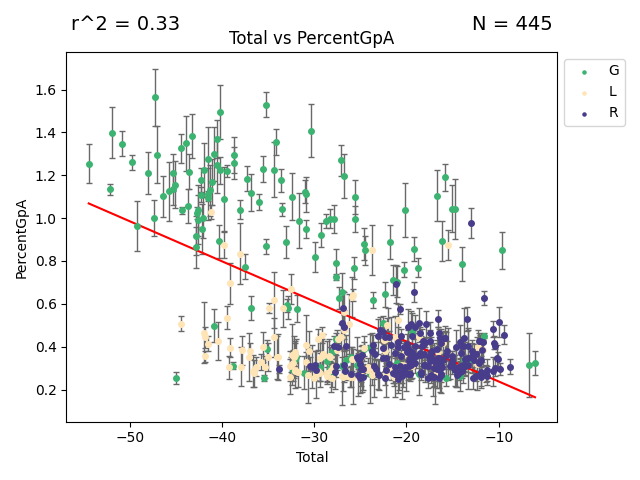 r^2 = 0.33 N = 445
Total vs PercentGpA
G
L
R
PercentGpA
1.6
1.4
1.2
1.0
0.8
0.6
0.4
0.2
−50 −40 −30 −20 −10
Total